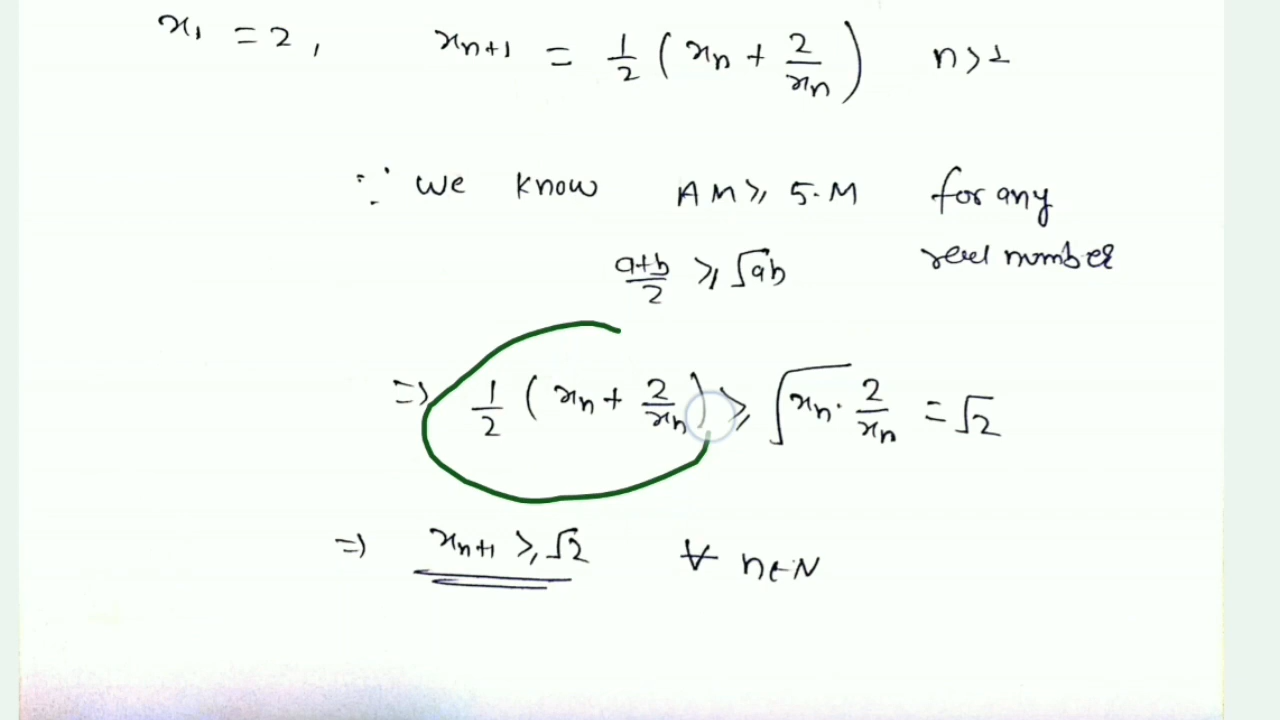 x₁ = 2, xₙ₊₁ = 1/2 (xₙ + 2/xₙ) n>1
∵ we know AM ≥ G.M for any
real number
(a+b)/2 ≥ √ab
⇒ 1/2 (xₙ + 2/xₙ) ≥ √(xₙ · 2/xₙ) = √2
⇒ xₙ₊₁ ≥ √2 ∀ n∈N